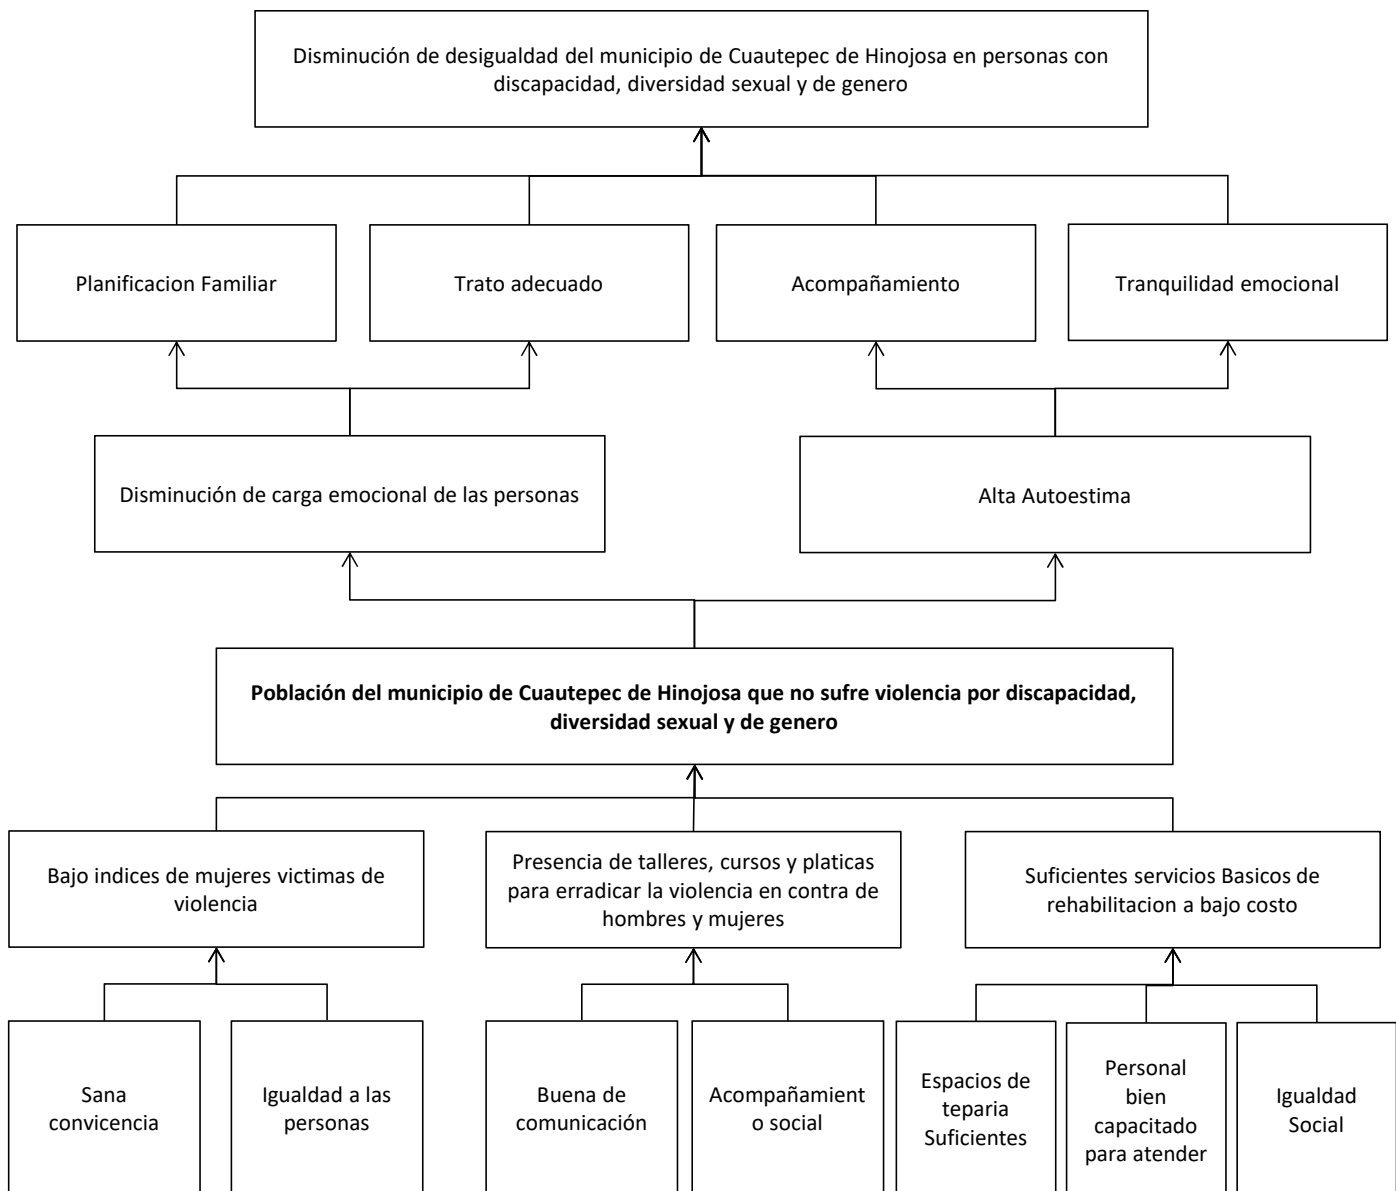 Disminución de desigualdad del municipio de Cuautepec de Hinojosa en personas con
discapacidad, diversidad sexual y de genero
Planificacion Familiar
Trato adecuado
Acompañamiento
Tranquilidad emocional
Disminución de carga emocional de las personas
Alta Autoestima
Población del municipio de Cuautepec de Hinojosa que no sufre violencia por discapacidad,
diversidad sexual y de genero
Bajo indices de mujeres victimas de
violencia
Presencia de talleres, cursos y platicas
para erradicar la violencia en contra de
hombres y mujeres
Suficientes servicios Basicos de
rehabilitacion a bajo costo
Sana
convicencia
Igualdad a las
personas
Buena de
comunicación
Acompañamient
o social
Espacios de
teparia
Suficientes
Personal
bien
capacitado
para atender
Igualdad
Social